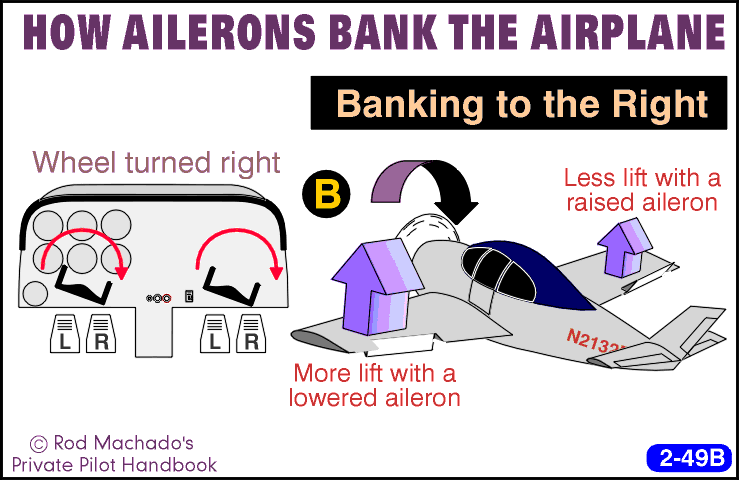 HOW AILERONS BANK THE AIRPLANE
Banking to the Right
Wheel turned right
B
Less lift with a
raised aileron
L R L R
N2132
More lift with a
lowered aileron
© Rod Machado's
Private Pilot Handbook
2-49B